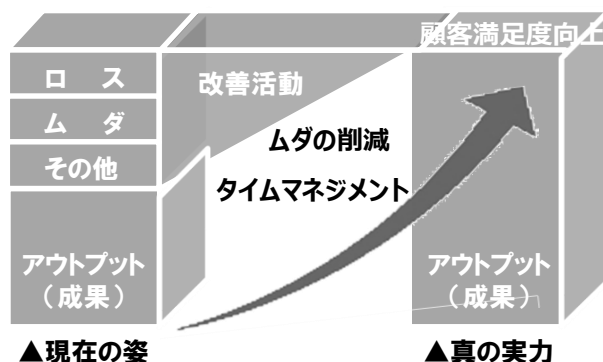 顧客満足度向上
ロス
改善活動
ムダ
ムダの削減
その他
タイムマネジメント
アウトプット
（成果）
アウトプット
（成果）
▲現在の姿
▲真の実力